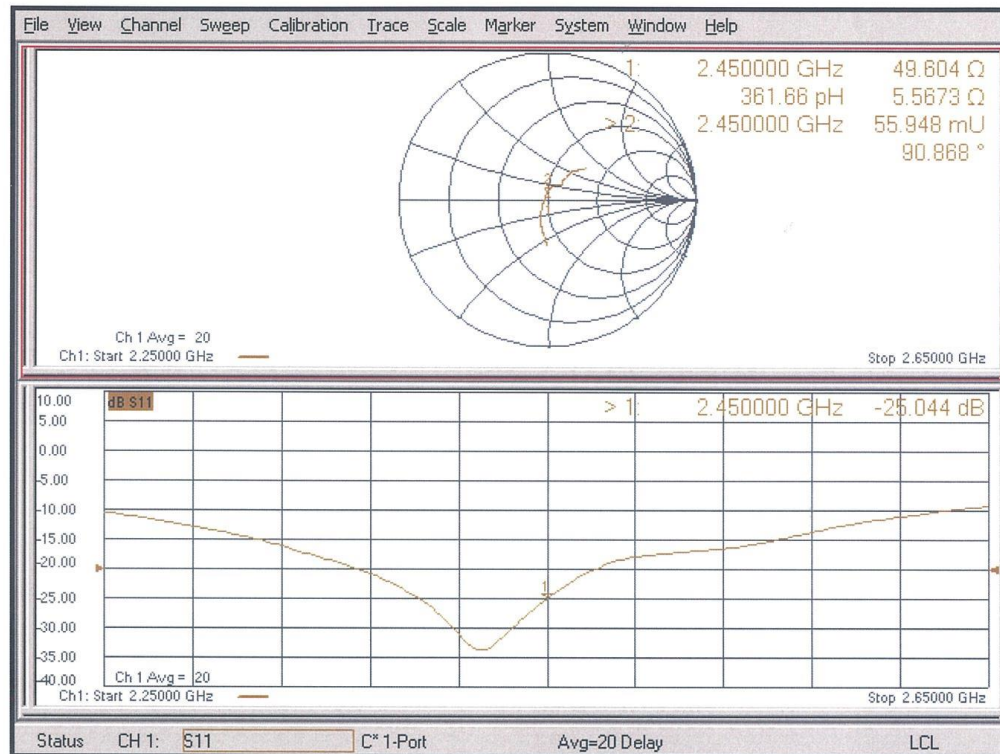 File View Channel Sweep Calibration Trace Scale Marker System Window Help
1: 2.450000 GHz 49.604 Ω
361.66 pH 5.5673 Ω
> 2: 2.450000 GHz 55.948 mU
90.868 °
Ch 1 Avg = 20
Ch1: Start 2.25000 GHz Stop 2.65000 GHz
10.00 dB S11 > 1: 2.450000 GHz -25.044 dB
5.00
0.00
-5.00
-10.00
-15.00
-20.00
-25.00 1
-30.00
-35.00
-40.00 Ch 1 Avg = 20
Ch1: Start 2.25000 GHz Stop 2.65000 GHz
Status CH 1: S11 C* 1-Port Avg=20 Delay LCL